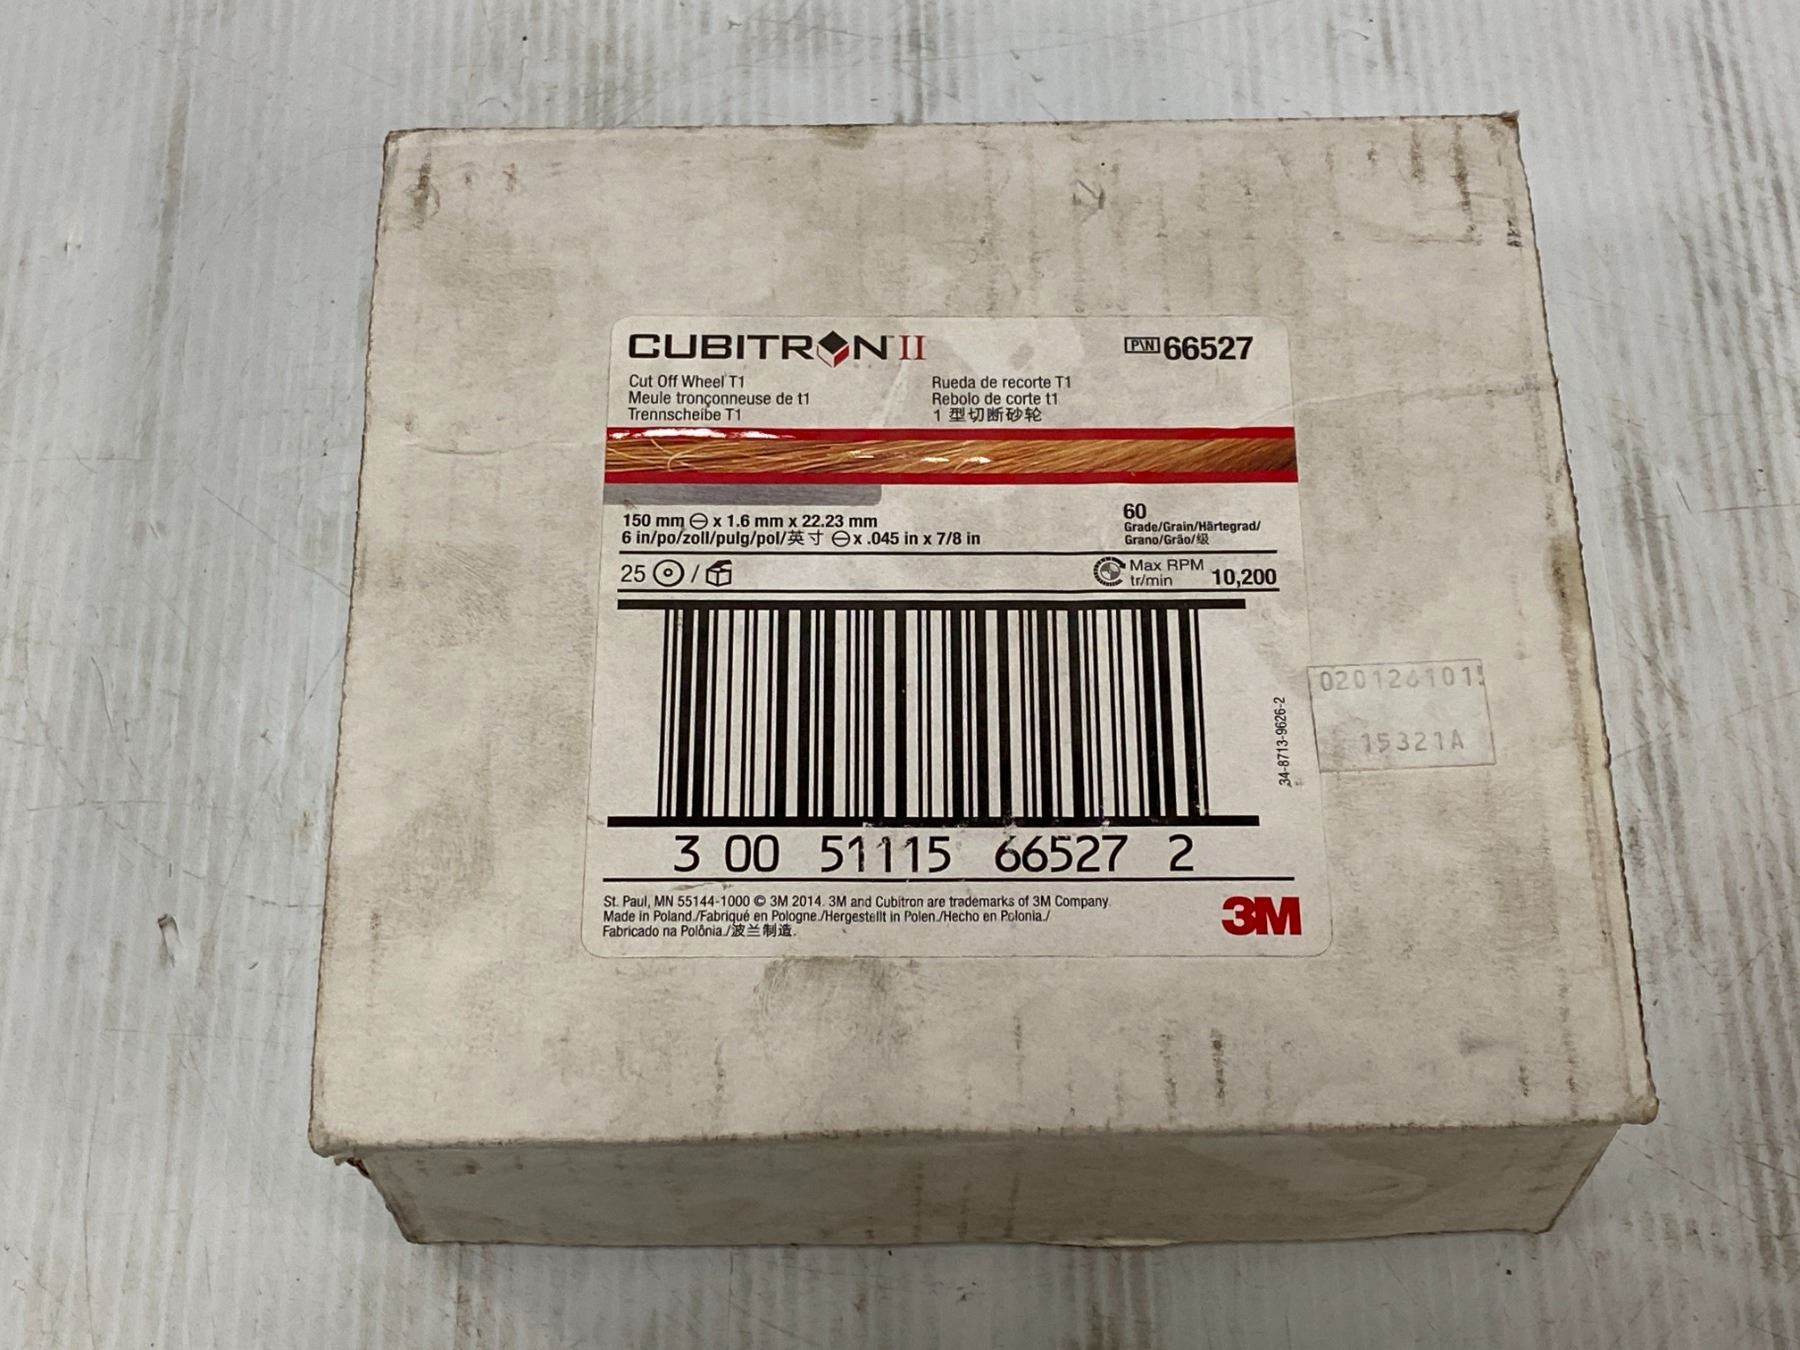 CUBITRON™ II
P\N 66527
Cut Off Wheel T1
Meule tronçonneuse de t1
Trennscheibe T1
Rueda de recorte T1
Rebolo de corte t1
1 型切断砂轮
150 mm x 1.6 mm x 22.23 mm
6 in/po/zoll/pulg/pol/英寸 x .045 in x 7/8 in
60
Grade/Grain/Härtegrad/
Grano/Grão/级
25 /
Max RPM
tr/min
10,200
34-8713-9626-2
15321A
3 00 51115 66527 2
St. Paul, MN 55144-1000 © 3M 2014. 3M and Cubitron are trademarks of 3M Company.
Made in Poland./Fabriqué en Pologne./Hergestellt in Polen./Hecho en Polonia./
Fabricado na Polônia./波兰制造.
3M